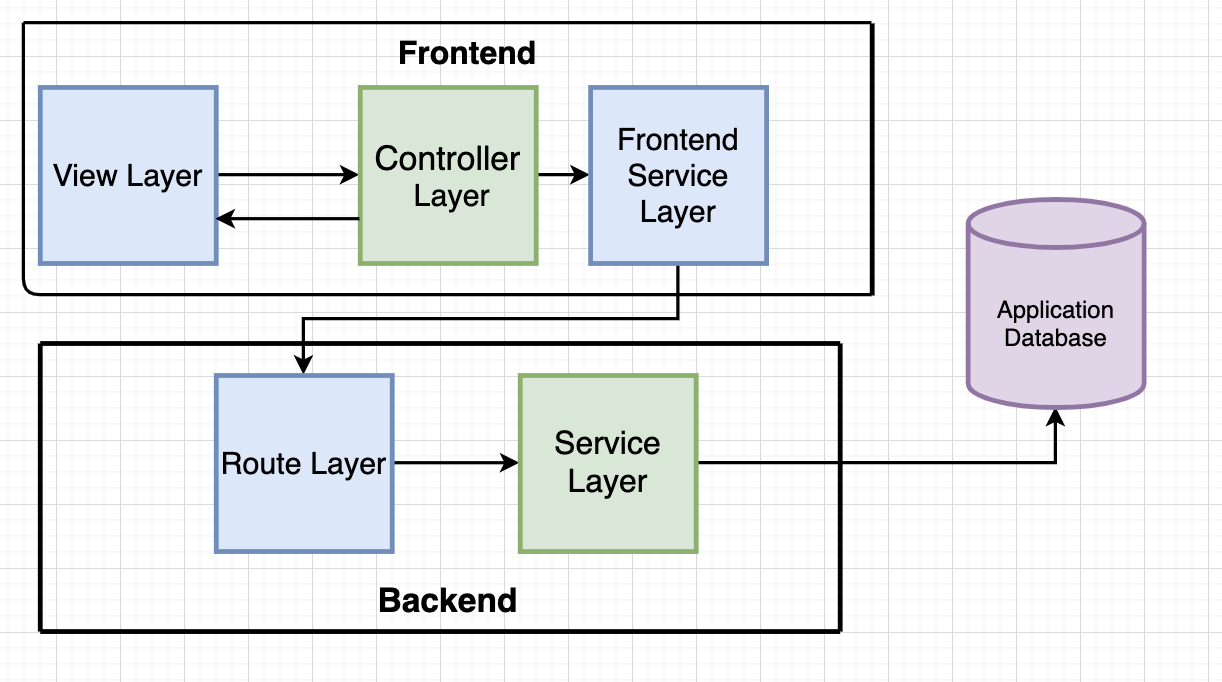 Frontend
View Layer
Controller
Layer
Frontend
Service
Layer
Application
Database
Route Layer
Service
Layer
Backend